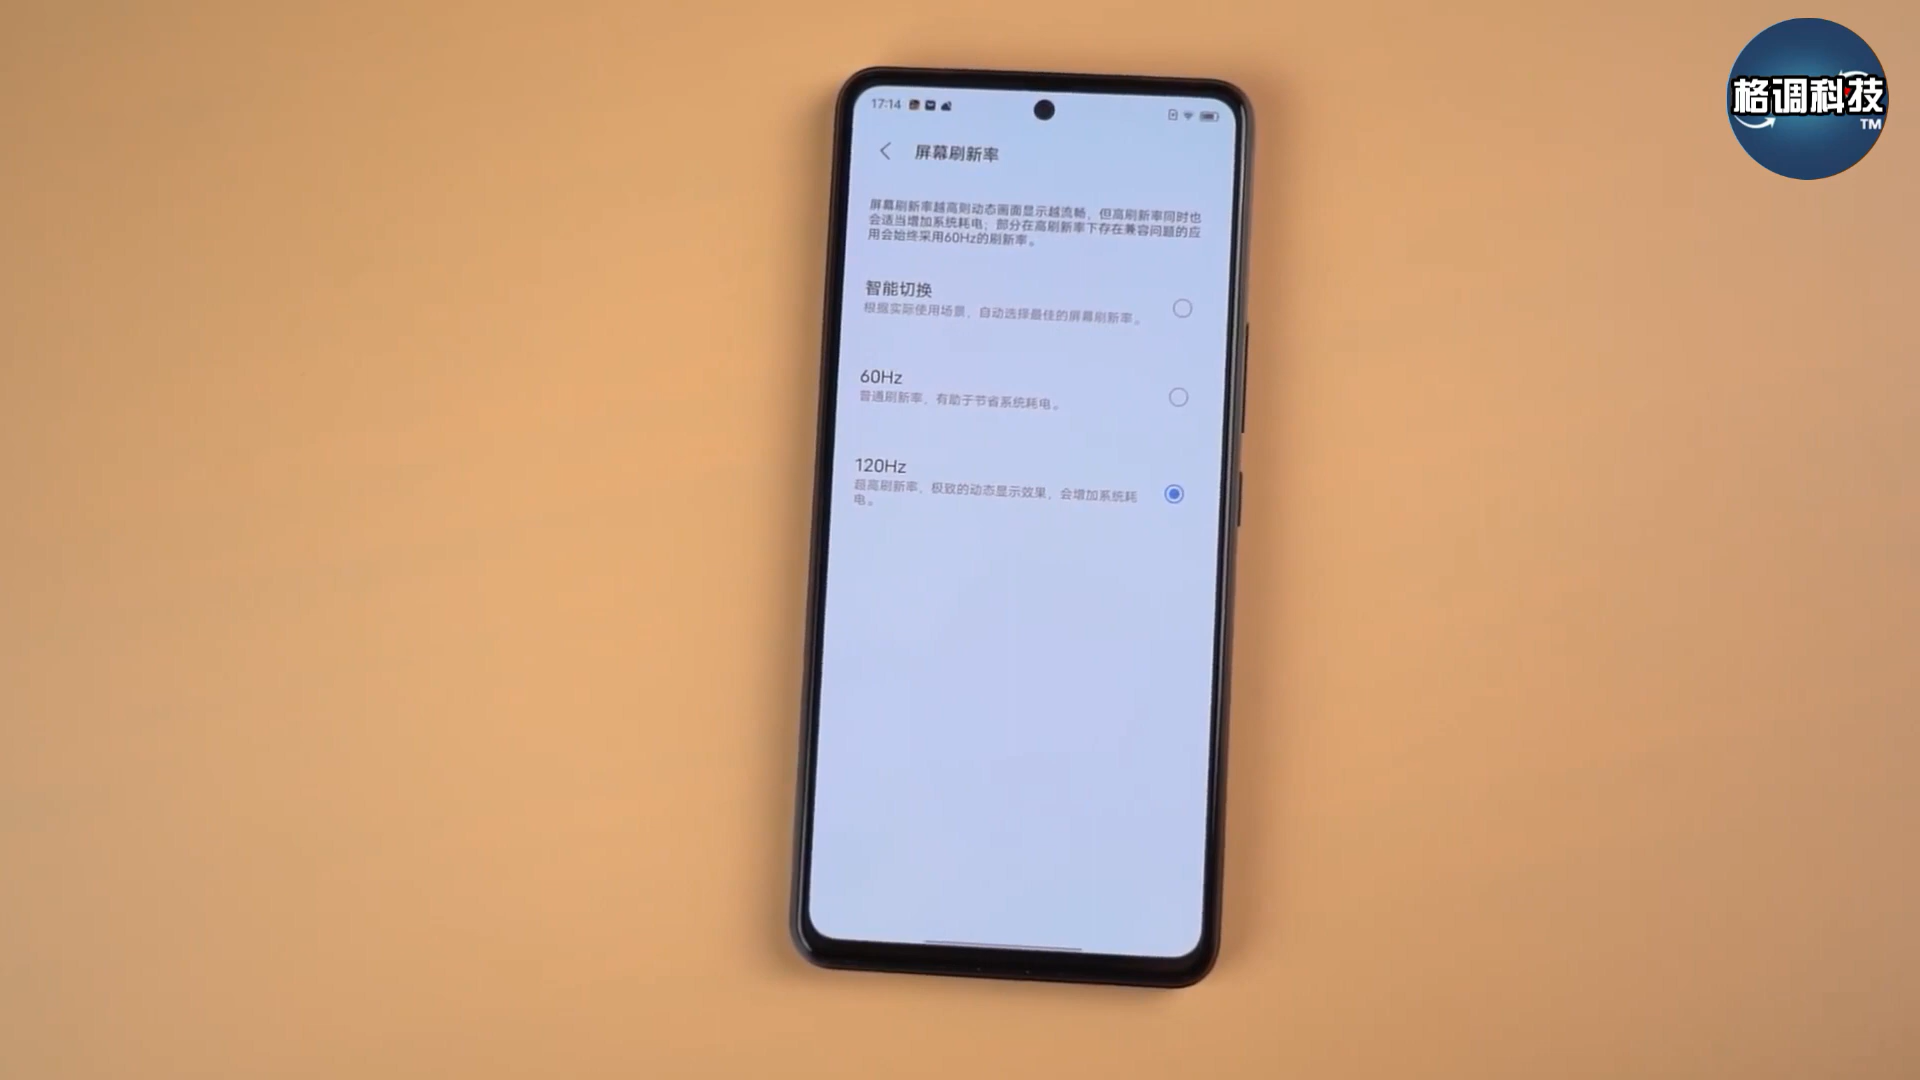 格调科技
TM
17:14
屏幕刷新率
屏幕刷新率越高则动态画面显示越流畅，但高刷新率同时也
会适当增加系统耗电；部分在高刷新率下存在兼容问题的应
用会始终采用60Hz的刷新率。
智能切换
根据实际使用场景，自动选择最佳的屏幕刷新率。
60Hz
普通刷新率，有助于节省系统耗电。
120Hz
超高刷新率，极致的动态显示效果，会增加系统耗
电。